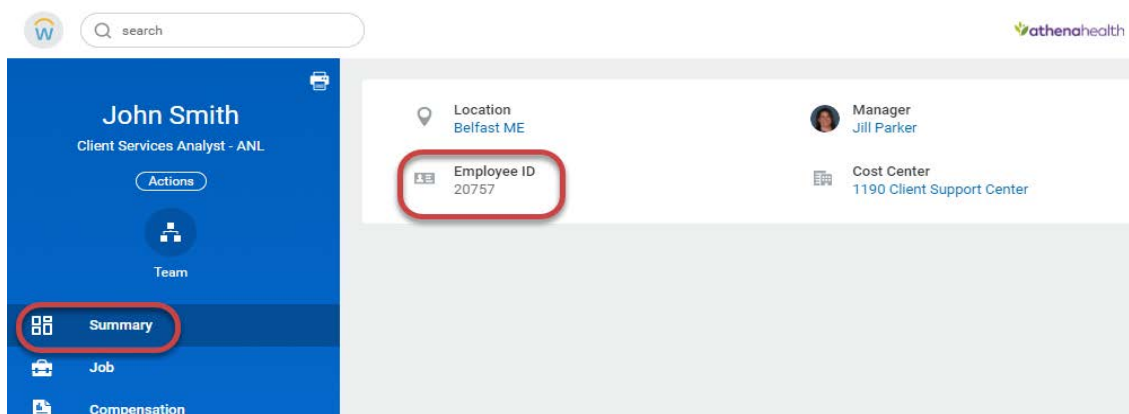 search
athenahealth
John Smith
Client Services Analyst - ANL
Actions
Team
Summary
Job
Compensation
Location
Belfast ME
Manager
Jill Parker
Employee ID
20757
Cost Center
1190 Client Support Center